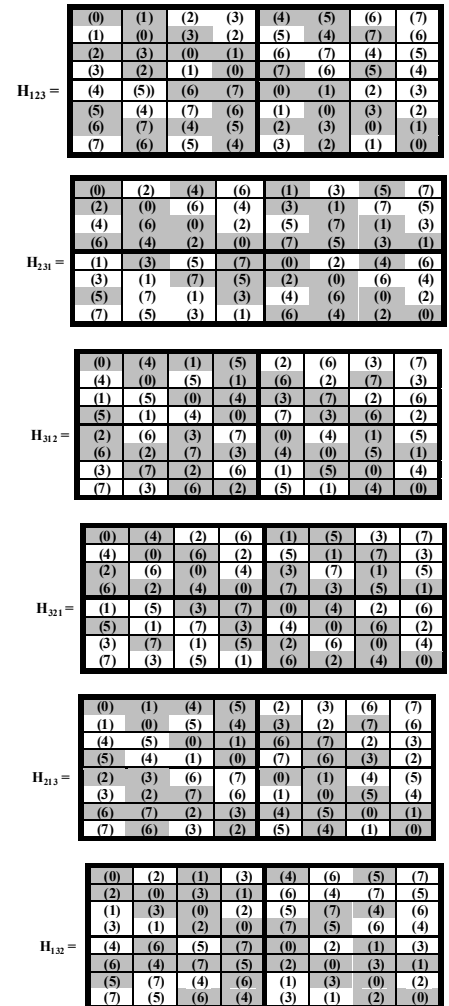 (0) (1) (2) (3) (4) (5) (6) (7)
(1) (0) (3) (2) (5) (4) (7) (6)
(2) (3) (0) (1) (6) (7) (4) (5)
(3) (2) (1) (0) (7) (6) (5) (4)
H123 = (4) (5)) (6) (7) (0) (1) (2) (3)
(5) (4) (7) (6) (1) (0) (3) (2)
(6) (7) (4) (5) (2) (3) (0) (1)
(7) (6) (5) (4) (3) (2) (1) (0)
(0) (2) (4) (6) (1) (3) (5) (7)
(2) (0) (6) (4) (3) (1) (7) (5)
(4) (6) (0) (2) (5) (7) (1) (3)
(6) (4) (2) (0) (7) (5) (3) (1)
H231 = (1) (3) (5) (7) (0) (2) (4) (6)
(3) (1) (7) (5) (2) (0) (6) (4)
(5) (7) (1) (3) (4) (6) (0) (2)
(7) (5) (3) (1) (6) (4) (2) (0)
(0) (4) (1) (5) (2) (6) (3) (7)
(4) (0) (5) (1) (6) (2) (7) (3)
(1) (5) (0) (4) (3) (7) (2) (6)
(5) (1) (4) (0) (7) (3) (6) (2)
H312 = (2) (6) (3) (7) (0) (4) (1) (5)
(6) (2) (7) (3) (4) (0) (5) (1)
(3) (7) (2) (6) (1) (5) (0) (4)
(7) (3) (6) (2) (5) (1) (4) (0)
(0) (4) (2) (6) (1) (5) (3) (7)
(4) (0) (6) (2) (5) (1) (7) (3)
(2) (6) (0) (4) (3) (7) (1) (5)
(6) (2) (4) (0) (7) (3) (5) (1)
H321 = (1) (5) (3) (7) (0) (4) (2) (6)
(5) (1) (7) (3) (4) (0) (6) (2)
(3) (7) (1) (5) (2) (6) (0) (4)
(7) (3) (5) (1) (6) (2) (4) (0)
(0) (1) (4) (5) (2) (3) (6) (7)
(1) (0) (5) (4) (3) (2) (7) (6)
(4) (5) (0) (1) (6) (7) (2) (3)
(5) (4) (1) (0) (7) (6) (3) (2)
H213 = (2) (3) (6) (7) (0) (1) (4) (5)
(3) (2) (7) (6) (1) (0) (5) (4)
(6) (7) (2) (3) (4) (5) (0) (1)
(7) (6) (3) (2) (5) (4) (1) (0)
(0) (2) (1) (3) (4) (6) (5) (7)
(2) (0) (3) (1) (6) (4) (7) (5)
(1) (3) (0) (2) (5) (7) (4) (6)
(3) (1) (2) (0) (7) (5) (6) (4)
H132 = (4) (6) (5) (7) (0) (2) (1) (3)
(6) (4) (7) (5) (2) (0) (3) (1)
(5) (7) (4) (6) (1) (3) (0) (2)
(7) (5) (6) (4) (3) (1) (2) (0)